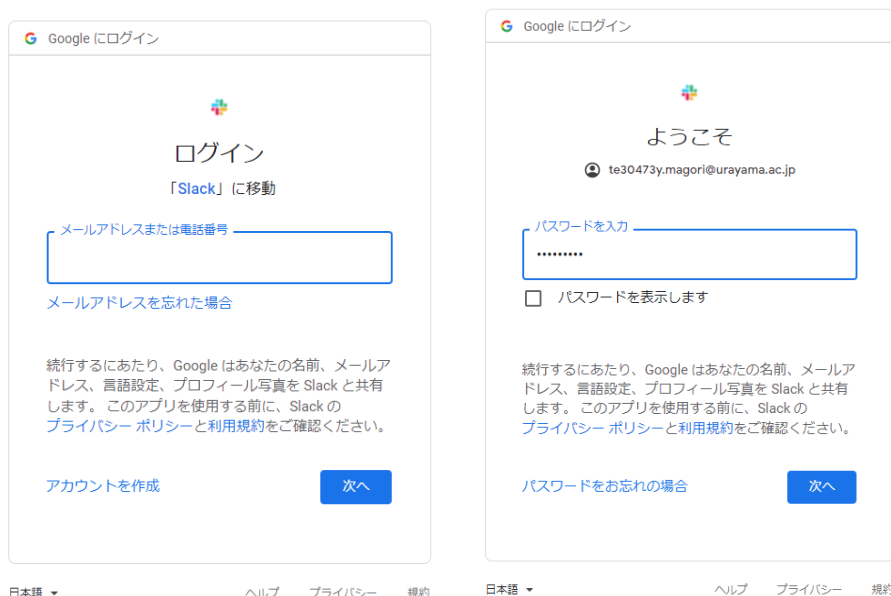 Google にログイン
ログイン
「Slack」に移動
メールアドレスまたは電話番号
メールアドレスを忘れた場合
続行するにあたり、Google はあなたの名前、メールア
ドレス、言語設定、プロフィール写真を Slack と共有
します。 このアプリを使用する前に、Slack の
プライバシー ポリシーと利用規約をご確認ください。
アカウントを作成
次へ
日本語
ヘルプ プライバシー 規約
Google にログイン
ようこそ
te30473y.magori@urayama.ac.jp
パスワードを入力
•••••••••
パスワードを表示します
続行するにあたり、Google はあなたの名前、メールア
ドレス、言語設定、プロフィール写真を Slack と共有
します。 このアプリを使用する前に、Slack の
プライバシー ポリシーと利用規約をご確認ください。
パスワードをお忘れの場合
次へ
日本語
ヘルプ プライバシー 規約